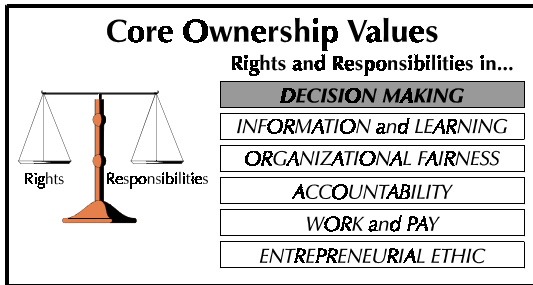 Core Ownership Values
Rights and Responsibilities in...
DECISION MAKING
INFORMATION and LEARNING
ORGANIZATIONAL FAIRNESS
ACCOUNTABILITY
WORK and PAY
ENTREPRENEURIAL ETHIC
Rights
Responsibilities